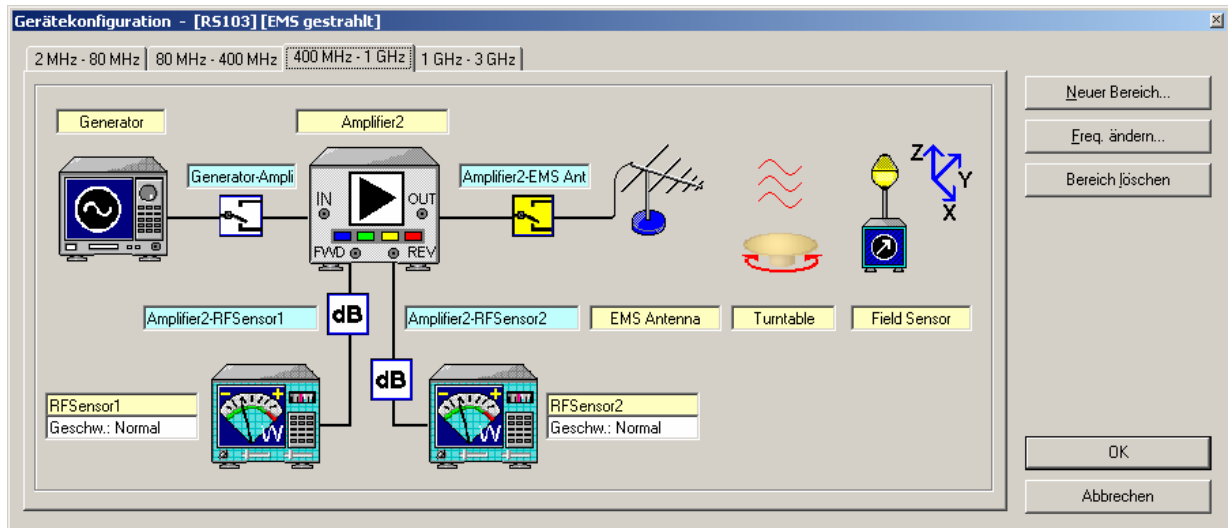 Gerätekonfiguration - [RS103] [EMS gestrahlt]
2 MHz - 80 MHz
80 MHz - 400 MHz
400 MHz - 1 GHz
1 GHz - 3 GHz
Neuer Bereich...
Freq. ändern...
Bereich löschen
Generator
Amplifier2
Generator-Ampli
Amplifier2-EMS Ant
IN
OUT
FWD
REV
Z
Y
X
Amplifier2-RFSensor1
dB
Amplifier2-RFSensor2
EMS Antenna
Turntable
Field Sensor
dB
RFSensor1
Geschw.: Normal
RFSensor2
Geschw.: Normal
OK
Abbrechen